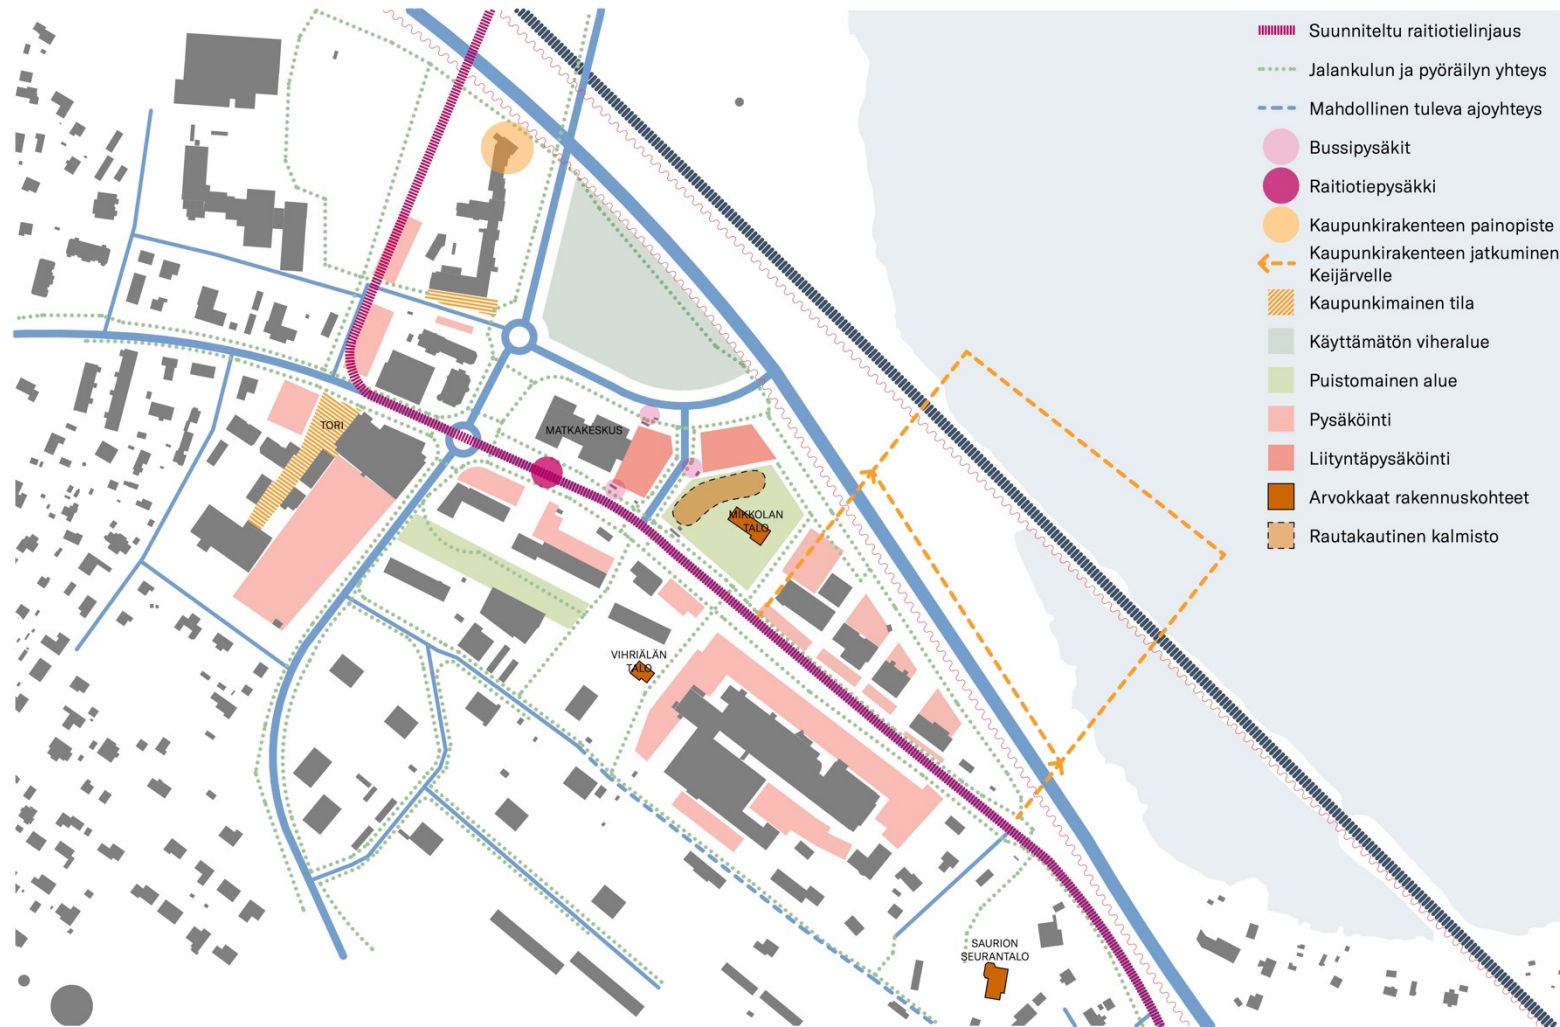 Suunniteltu raitiotielinjaus
Jalankulun ja pyöräilyn yhteys
Mahdollinen tuleva ajoyhteys
Bussipysäkit
Raitiotiepysäkki
Kaupunkirakenteen painopiste
Kaupunkirakenteen jatkuminen
Keijärvelle
Kaupunkimainen tila
Käyttämätön viheralue
Puistomainen alue
Pysäköinti
Liityntäpysäköinti
Arvokkaat rakennuskohteet
Rautakautinen kalmisto
TORI
MATKAKESKUS
MIKKOLAN
TALO
VIHRIÄLÄN
TALO
SAURION
SEURANTALO